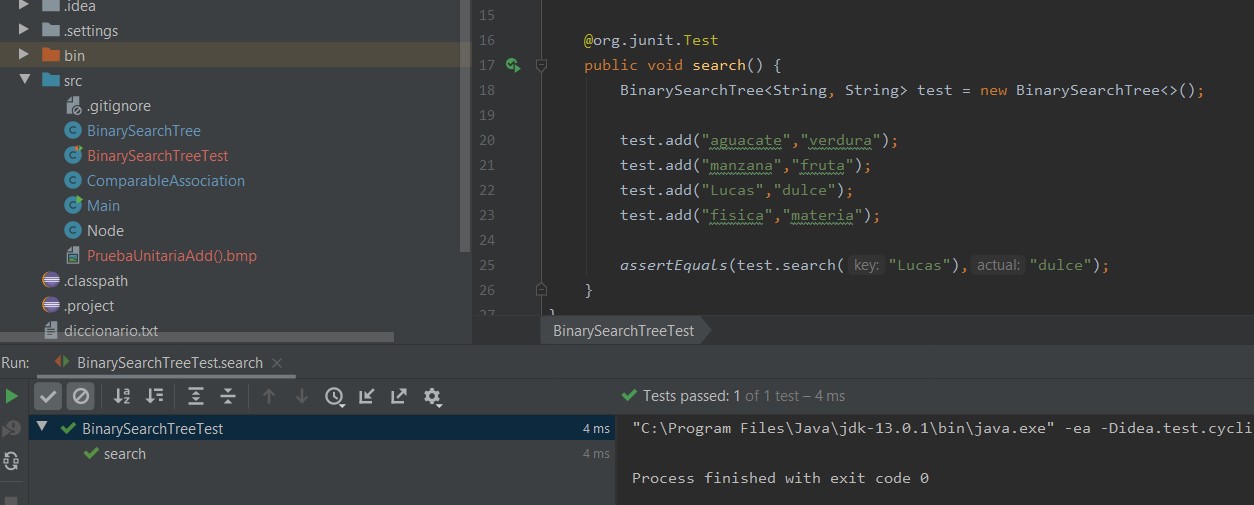 .idea
.settings
bin
src
.gitignore
BinarySearchTree
BinarySearchTreeTest
ComparableAssociation
Main
Node
PruebaUnitariaAdd().bmp
.classpath
.project
diccionario.txt
15
16 @org.junit.Test
17 public void search() {
18 BinarySearchTree<String, String> test = new BinarySearchTree<>();
19
20 test.add("aguacate","verdura");
21 test.add("manzana","fruta");
22 test.add("Lucas","dulce");
23 test.add("fisica","materia");
24
25 assertEquals(test.search( key: "Lucas"), actual: "dulce");
26 }
27 }
BinarySearchTreeTest
Run: BinarySearchTreeTest.search
Tests passed: 1 of 1 test – 4 ms
BinarySearchTreeTest 4 ms
search 4 ms
"C:\Program Files\Java\jdk-13.0.1\bin\java.exe" -ea -Didea.test.cycli
Process finished with exit code 0